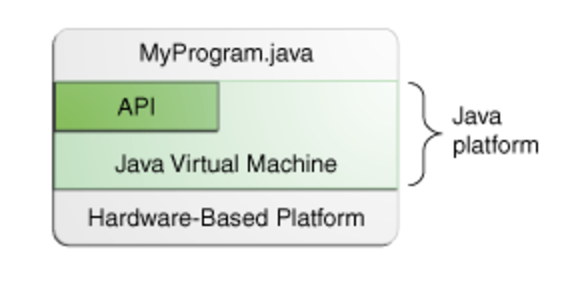 MyProgram.java
API
Java Virtual Machine
Hardware-Based Platform
Java
platform